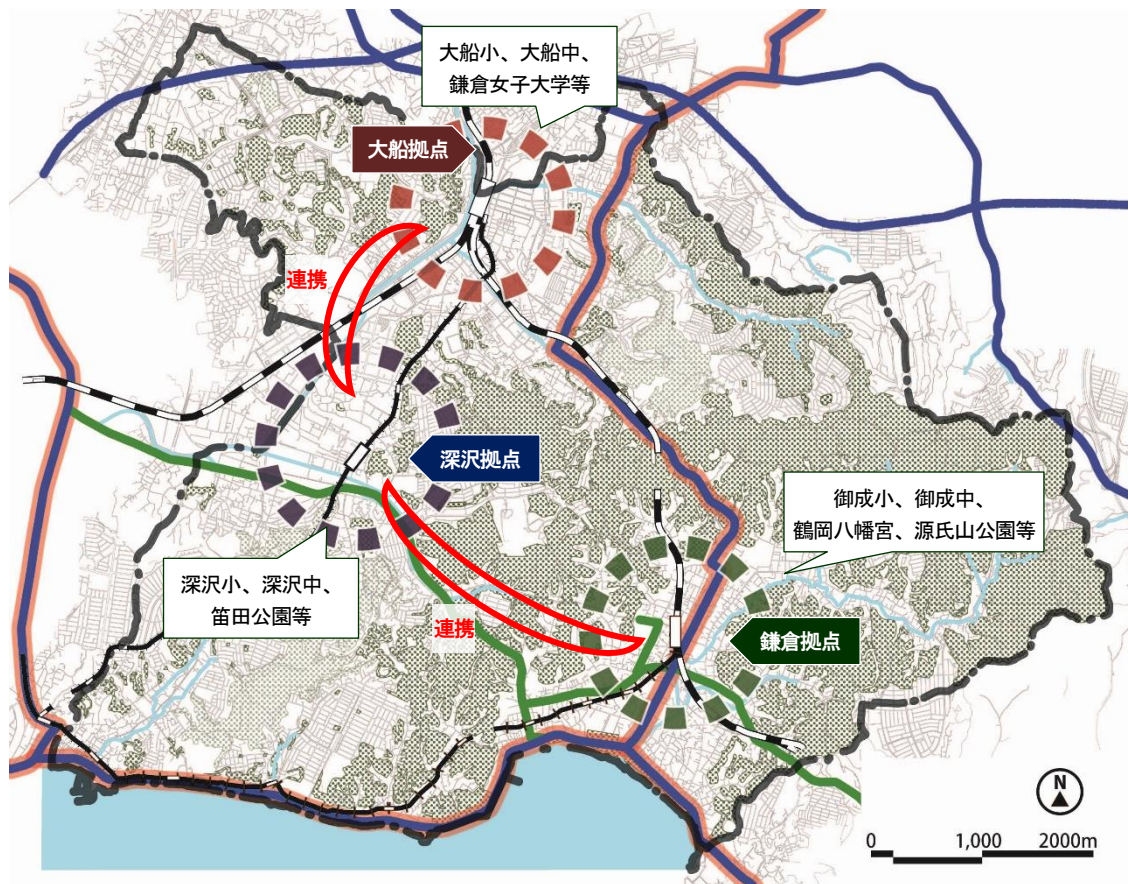 大船小、大船中、
鎌倉女子大学等
大船拠点
連携
深沢拠点
御成小、御成中、
鶴岡八幡宮、源氏山公園等
深沢小、深沢中、
笛田公園等
連携
鎌倉拠点
N
0 1,000 2000m